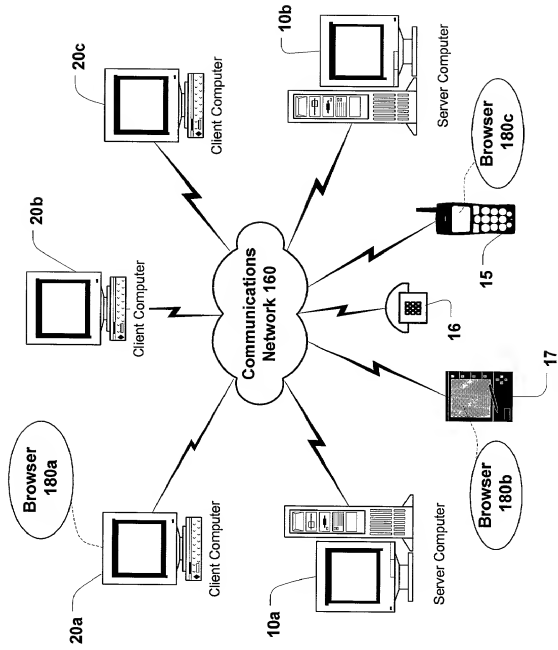 20a
Browser
180a
Client Computer
20b
Client Computer
20c
Client Computer
Communications
Network 160
10a
Server Computer
Browser
180b
17
16
15
Browser
180c
10b
Server Computer